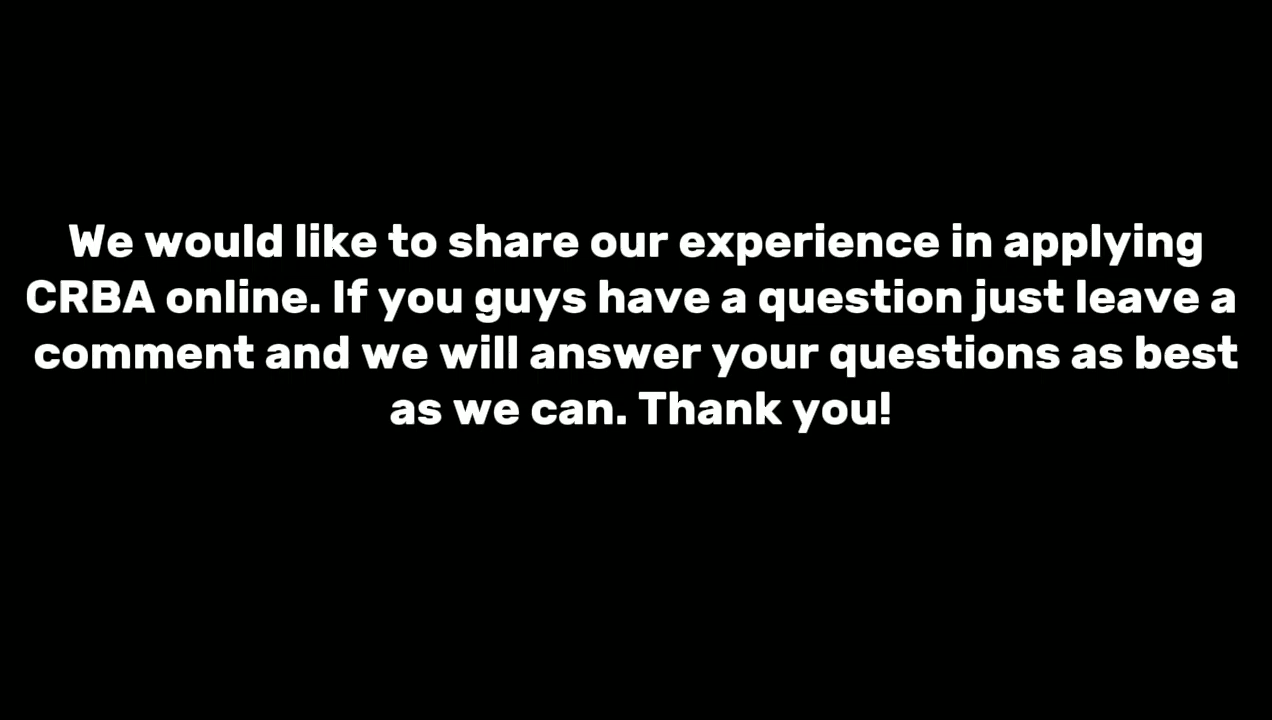 We would like to share our experience in applying
CRBA online. If you guys have a question just leave a
comment and we will answer your questions as best
as we can. Thank you!